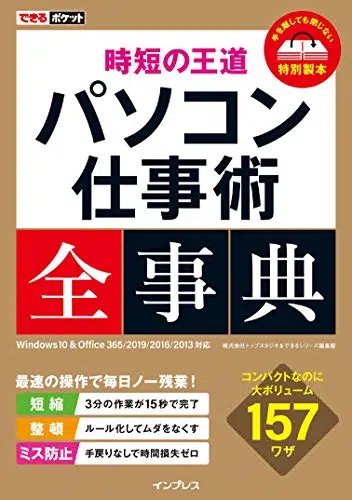 できるポケット
手を離しても閉じない
特別製本
時短の王道
パソコン
仕事術
全事典
Windows10 & Office 365/2019/2016/2013 対応
株式会社トップスタジオ&できるシリーズ編集部
最速の操作で毎日ノー残業!
短縮 3分の作業が15秒で完了
整頓 ルール化してムダをなくす
ミス防止 手戻りなしで時間損失ゼロ
コンパクトなのに
大ボリューム
157
ワザ
インプレス